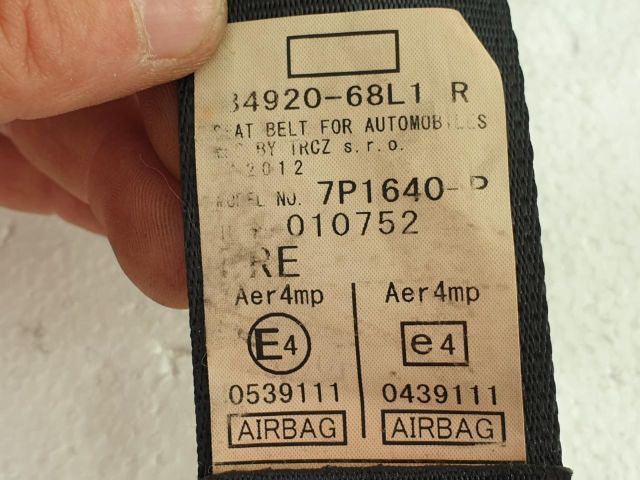 84920-68L1 R
SEAT BELT FOR AUTOMOBILES
BY TRCZ s.r.o.
2012
MODEL NO. 7P1640-P
010752
RE
Aer4mp Aer4mp
E4 e4
0539111 0439111
AIRBAG AIRBAG